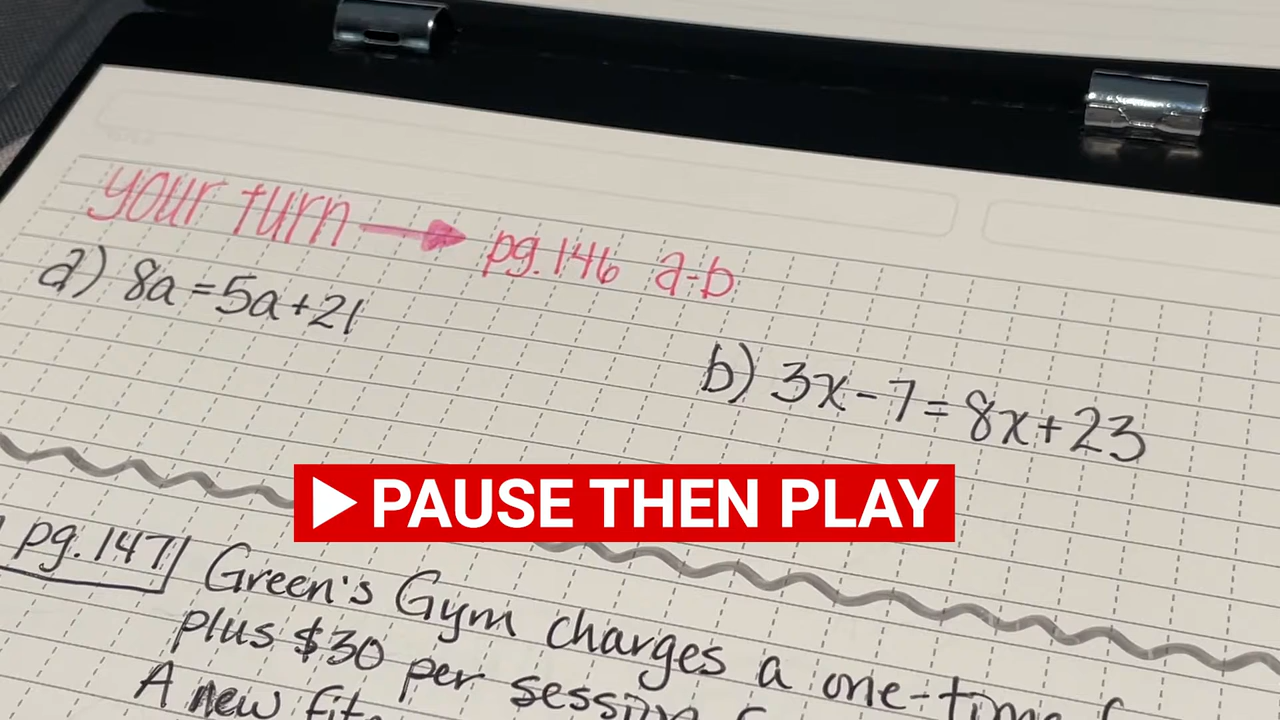 your turn → pg. 146 a-b
a) 8a = 5a + 21
b) 3x - 7 = 8x + 23
▶ PAUSE THEN PLAY
pg. 147 Green's Gym charges a one-time
plus $30 per session
A new